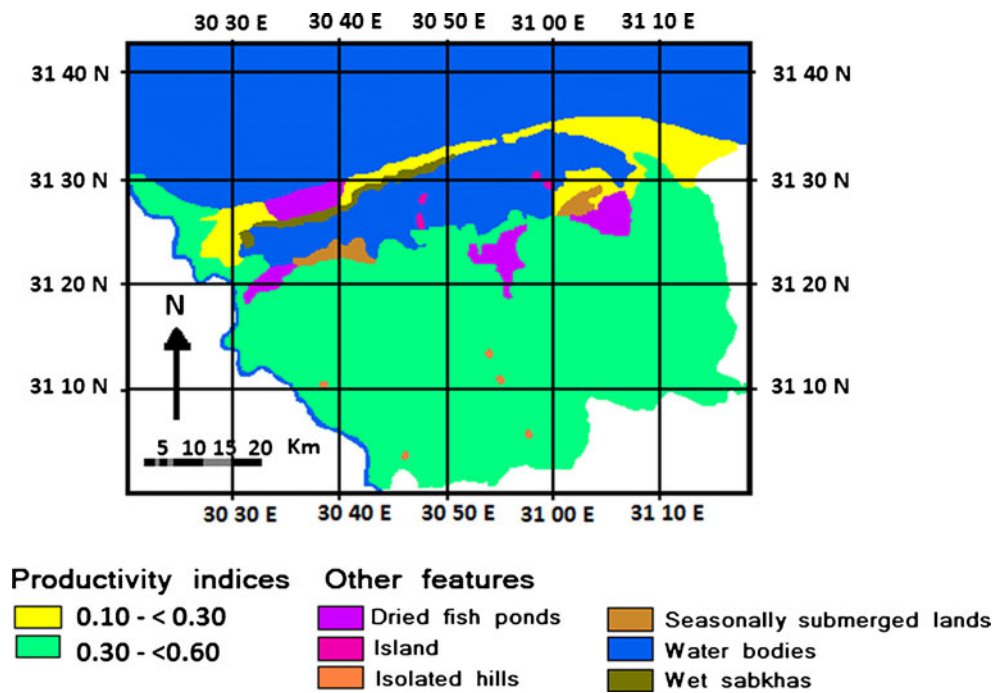 30 30 E 30 40 E 30 50 E 31 00 E 31 10 E
31 40 N 31 40 N
31 30 N 31 30 N
31 20 N 31 20 N
N
31 10 N 31 10 N
5 10 15 20 Km
30 30 E 30 40 E 30 50 E 31 00 E 31 10 E
Productivity indices Other features
0.10 - < 0.30 Dried fish ponds Seasonally submerged lands
0.30 - <0.60 Island Water bodies
Isolated hills Wet sabkhas